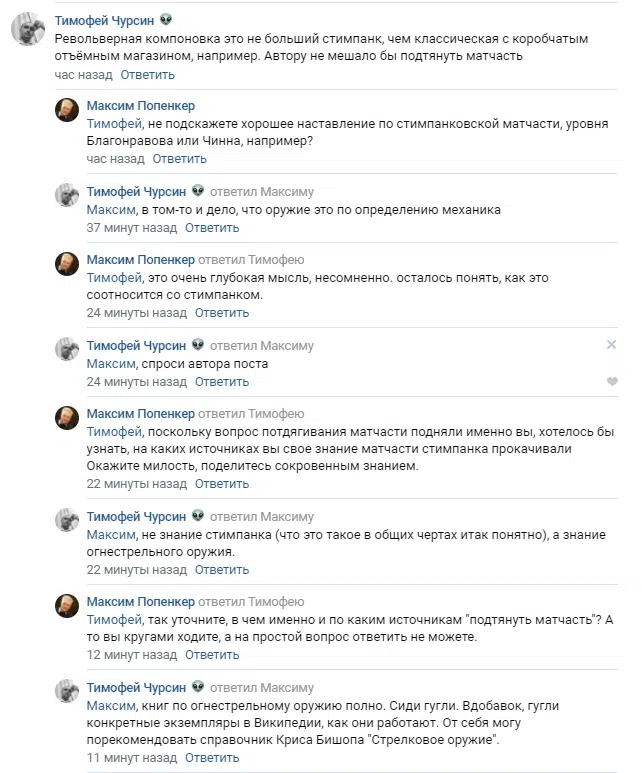 Тимофей Чурсин
Револьверная компоновка это не больший стимпанк, чем классическая с коробчатым
отъёмным магазином, например. Автору не мешало бы подтянуть матчасть
час назад Ответить
Максим Попенкер
Тимофей, не подскажете хорошее наставление по стимпанковской матчасти, уровня
Благонравова или Чинна, например?
час назад Ответить
Тимофей Чурсин ответил Максиму
Максим, в том-то и дело, что оружие это по определению механика
37 минут назад Ответить
Максим Попенкер ответил Тимофею
Тимофей, это очень глубокая мысль, несомненно. осталось понять, как это
соотносится со стимпанком.
24 минуты назад Ответить
Тимофей Чурсин ответил Максиму
Максим, спроси автора поста
24 минуты назад Ответить
Максим Попенкер ответил Тимофею
Тимофей, поскольку вопрос потдягивания матчасти подняли именно вы, хотелось бы
узнать, на каких источниках вы свое знание матчасти стимпанка прокачивали
Окажите милость, поделитесь сокровенным знанием.
22 минуты назад Ответить
Тимофей Чурсин ответил Максиму
Максим, не знание стимпанка (что это такое в общих чертах итак понятно), а знание
огнестрельного оружия.
22 минуты назад Ответить
Максим Попенкер ответил Тимофею
Тимофей, так уточните, в чем именно и по каким источникам "подтянуть матчасть"? А
то вы кругами ходите, а на простой вопрос ответить не можете.
12 минут назад Ответить
Тимофей Чурсин ответил Максиму
Максим, книг по огнестрельному оружию полно. Сиди гугли. Вдобавок, гугли
конкретные экземпляры в Википедии, как они работают. От себя могу
порекомендовать справочник Криса Бишопа "Стрелковое оружие".
11 минут назад Ответить